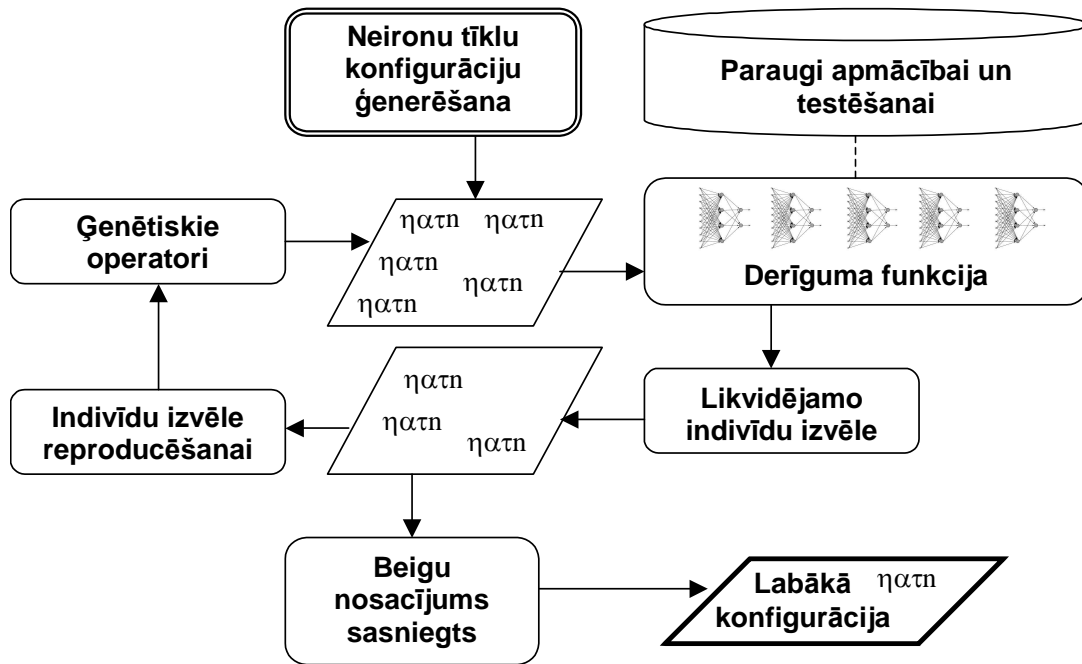 Neironu tīklu
konfigurāciju
ģenerēšana
Paraugi apmācībai un
testēšanai
Ģenētiskie
operatori
ηατn ηατn
ηατn
ηατn
ηατn
Derīguma funkcija
Indivīdu izvēle
reproducēšanai
ηατn
ηατn
ηατn
Likvidējamo
indivīdu izvēle
Beigu
nosacījums
sasniegts
Labākā ηατn
konfigurācija